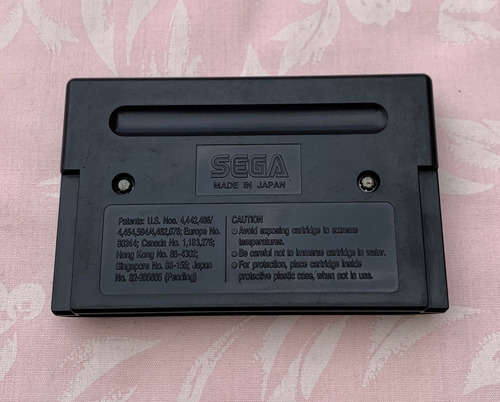 SEGA
MADE IN JAPAN
Patents: U.S. Nos. 4,442,486/
4,454,594/4,462,076; Europe No.
80244; Canada No. 1,183,276;
Hong Kong No. 88-4302;
Singapore No. 88-155; Japan
No. 82-205605 (Pending)
CAUTION
Avoid exposing cartridge to extreme
temperatures.
Be careful not to immerse cartridge in water.
For protection, place cartridge inside
protective plastic case, when not in use.